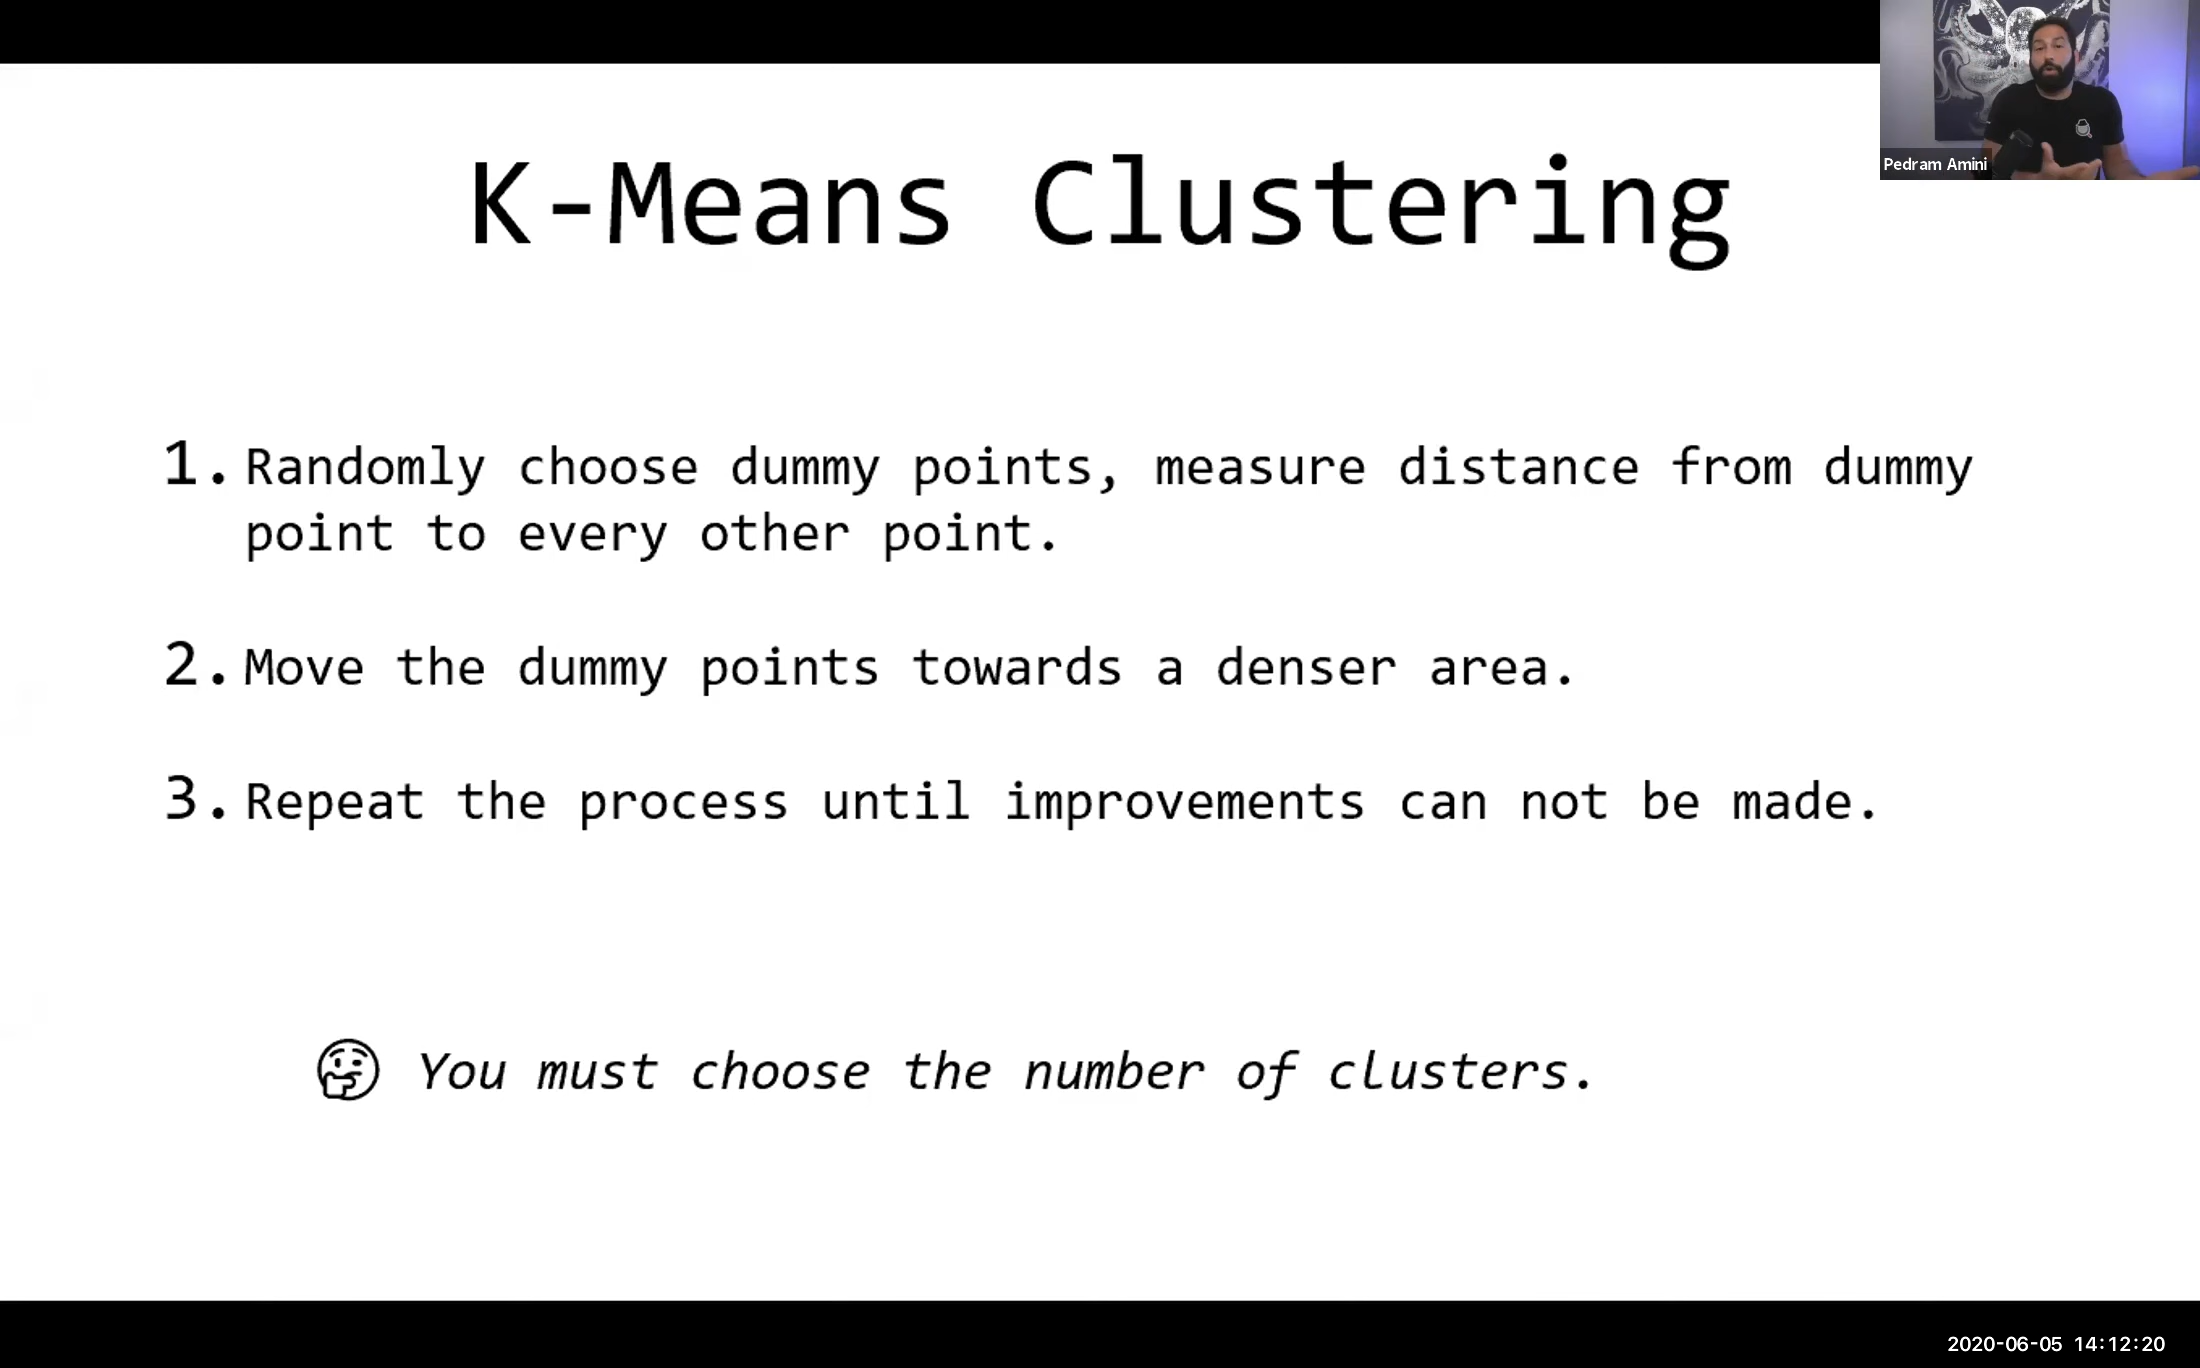 Pedram Amini
K-Means Clustering
1. Randomly choose dummy points, measure distance from dummy
point to every other point.
2. Move the dummy points towards a denser area.
3. Repeat the process until improvements can not be made.
You must choose the number of clusters.
2020-06-05 14:12:20